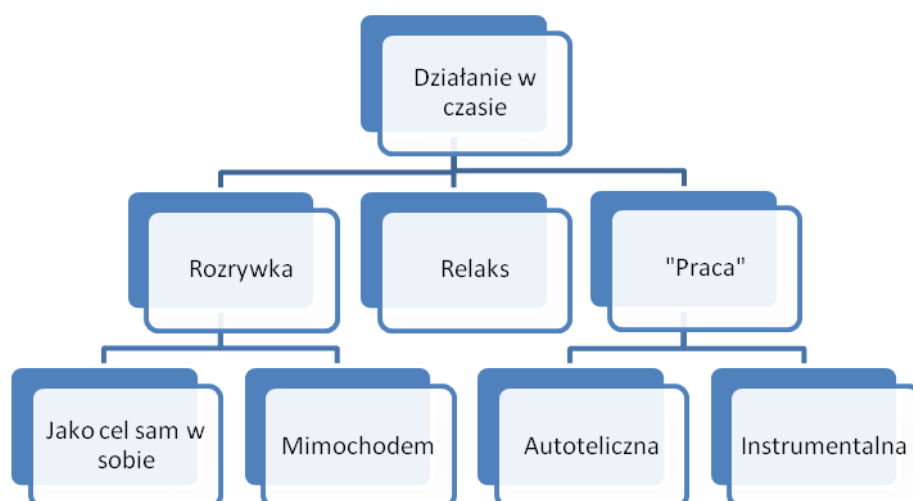 Działanie w
czasie
Rozrywka
Relaks
"Praca"
Jako cel sam w
sobie
Mimochodem
Autoteliczna
Instrumentalna